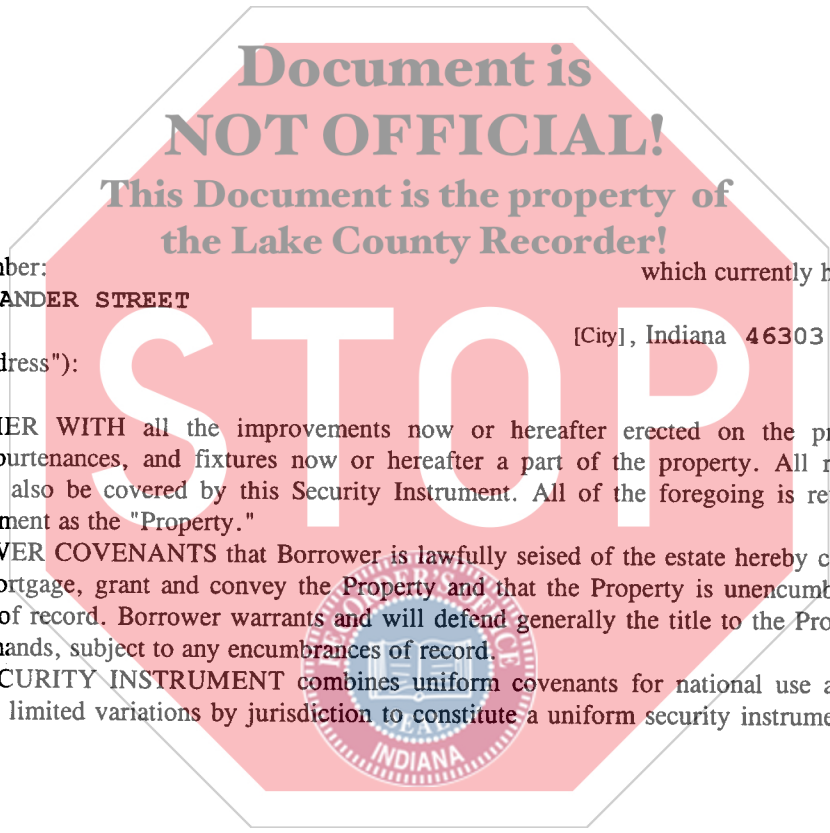 Document is
NOT OFFICIAL!
This Document is the property of
the Lake County Recorder!
ber:
which currently h
ANDER STREET
[City], Indiana 46303
dress"):
STOP
ER WITH all the improvements now or hereafter erected on the pr
purtenances, and fixtures now or hereafter a part of the property. All r
also be covered by this Security Instrument. All of the foregoing is re
ment as the "Property."
VER COVENANTS that Borrower is lawfully seised of the estate hereby c
ortgage, grant and convey the Property and that the Property is unencumb
of record. Borrower warrants and will defend generally the title to the Pro
ands, subject to any encumbrances of record.
CURITY INSTRUMENT combines uniform covenants for national use a
limited variations by jurisdiction to constitute a uniform security instrume
RECORDER'S OFFICE
SEAL
INDIANA